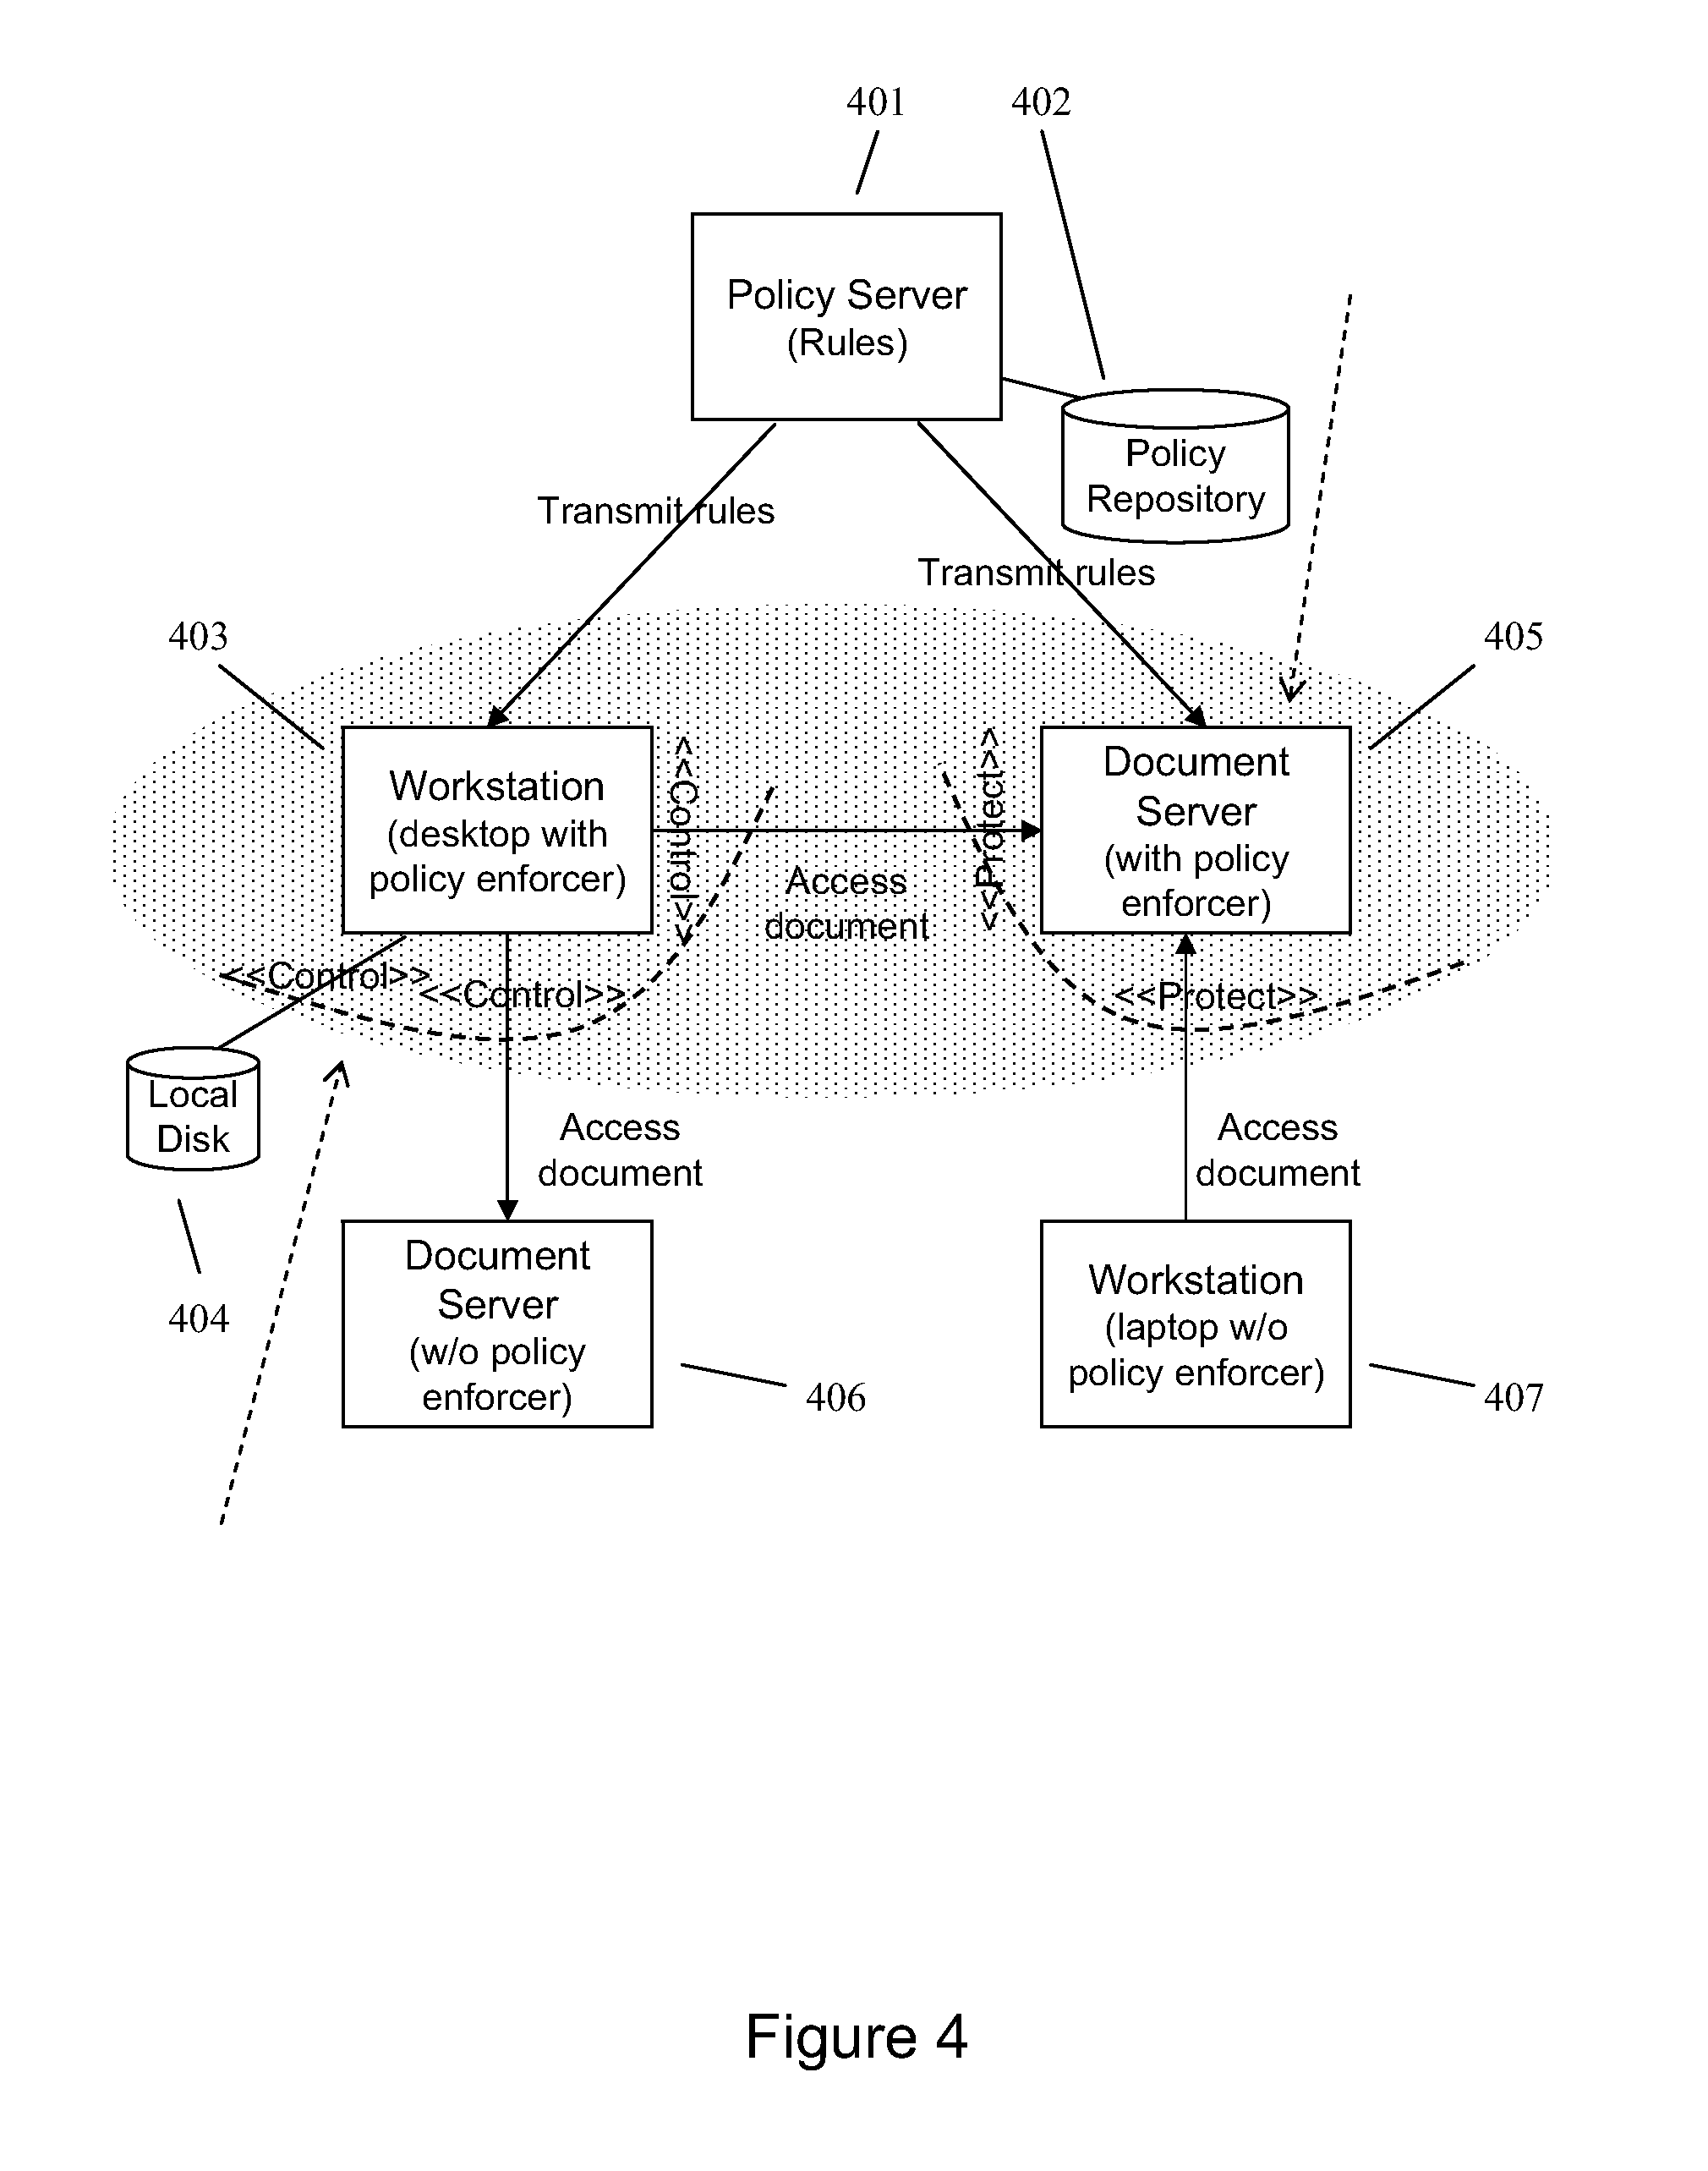 401
402
Policy Server
(Rules)
Policy
Repository
Transmit rules
Transmit rules
403
405
Workstation
(desktop with
policy enforcer)
<<Control>>
<<Protect>>
Document
Server
(with policy
enforcer)
Access
document
<<Control>>
<<Control>>
<<Protect>>
Local
Disk
Access
document
Access
document
404
Document
Server
(w/o policy
enforcer)
406
Workstation
(laptop w/o
policy enforcer)
407
Figure 4